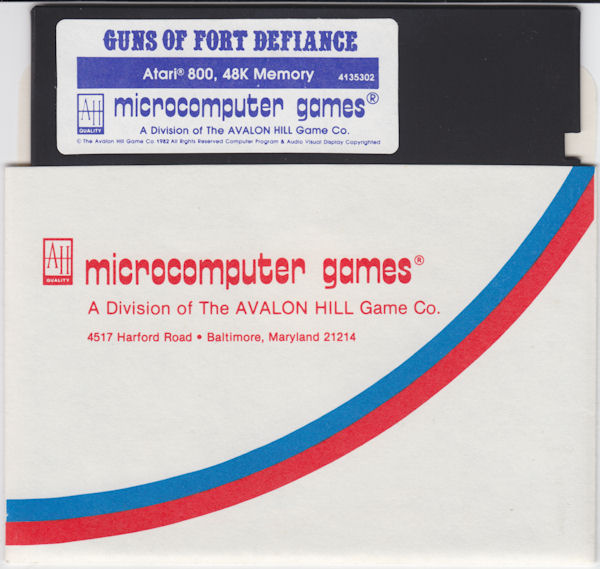 GUNS OF FORT DEFIANCE
Atari® 800, 48K Memory 4135302
AH QUALITY microcomputer games®
A Division of The AVALON HILL Game Co.
© The Avalon Hill Game Co. 1982 All Rights Reserved Computer Program & Audio Visual Display Copyrighted
AH QUALITY microcomputer games®
A Division of The AVALON HILL Game Co.
4517 Harford Road • Baltimore, Maryland 21214